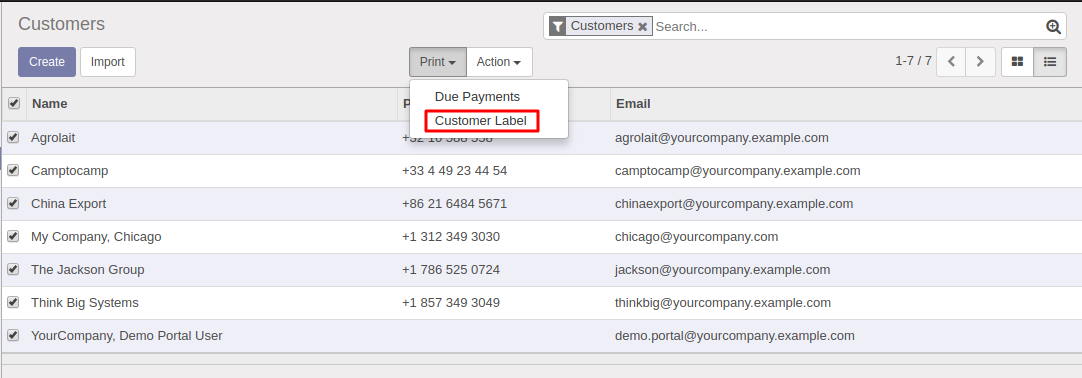 Customers
Customers Search...
Create Import Print Action 1-7 / 7
Due Payments
Customer Label
Name Email
Agrolait agrolait@yourcompany.example.com
Camptocamp +33 4 49 23 44 54 camptocamp@yourcompany.example.com
China Export +86 21 6484 5671 chinaexport@yourcompany.example.com
My Company, Chicago +1 312 349 3030 chicago@yourcompany.com
The Jackson Group +1 786 525 0724 jackson@yourcompany.example.com
Think Big Systems +1 857 349 3049 thinkbig@yourcompany.example.com
YourCompany, Demo Portal User demo.portal@yourcompany.example.com